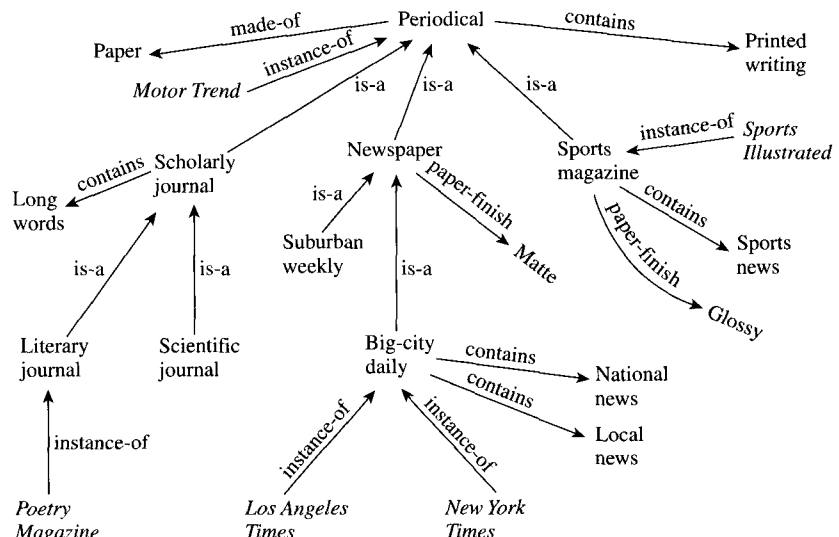 Periodical
made-of
contains
Paper
Printed
writing
instance-of
Motor Trend
is-a
is-a
is-a
instance-of
Sports
Illustrated
contains
Scholarly
journal
Newspaper
Sports
magazine
Long
words
is-a
paper-finish
contains
Suburban
weekly
Matte
paper-finish
Sports
news
is-a
is-a
is-a
Glossy
Literary
journal
Scientific
journal
Big-city
daily
contains
National
news
contains
Local
news
instance-of
instance-of
instance-of
Poetry
Magazine
Los Angeles
Times
New York
Times